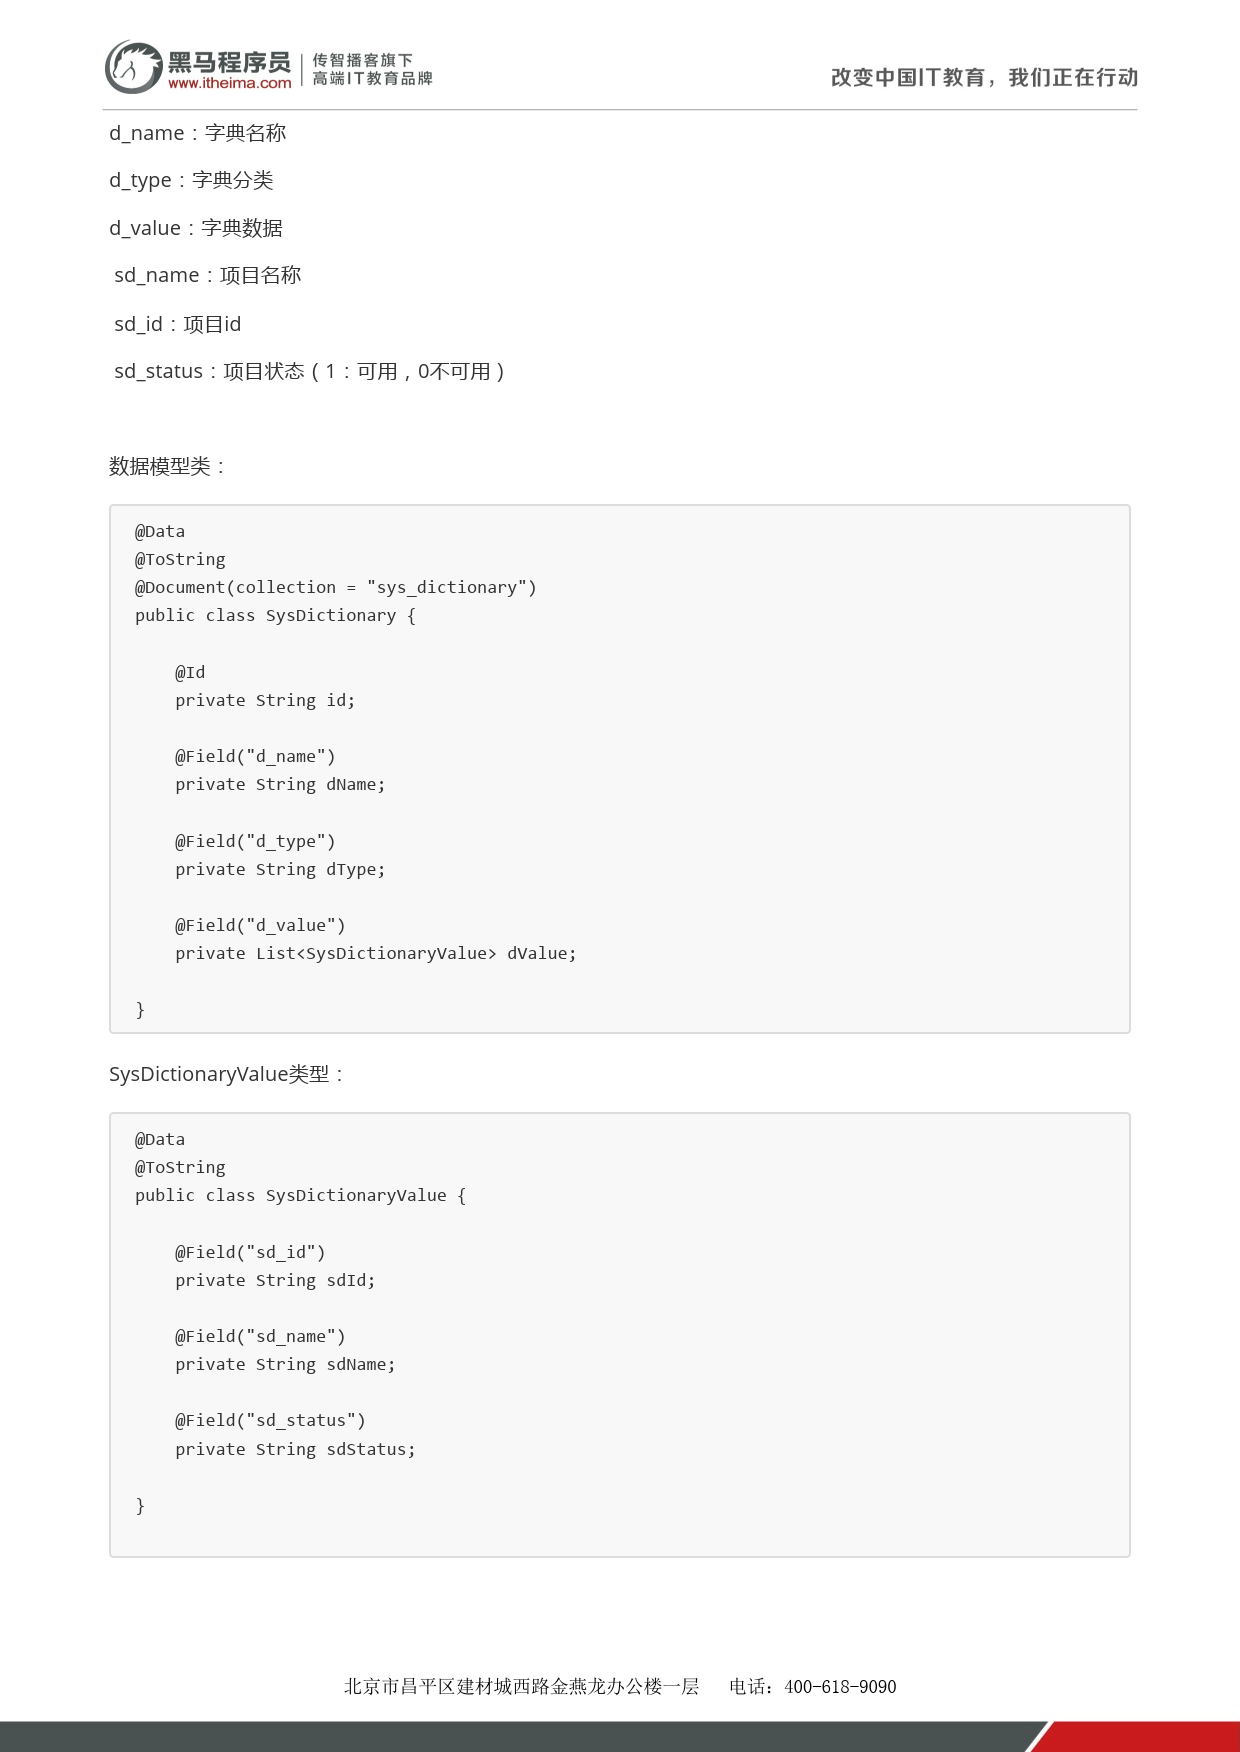 黑马程序员
www.itheima.com
传智播客旗下
高端IT教育品牌
改变中国IT教育，我们正在行动
d_name：字典名称
d_type：字典分类
d_value：字典数据
sd_name：项目名称
sd_id：项目id
sd_status：项目状态（1：可用，0不可用）
数据模型类：
@Data
@ToString
@Document(collection = "sys_dictionary")
public class SysDictionary {
    @Id
    private String id;
    @Field("d_name")
    private String dName;
    @Field("d_type")
    private String dType;
    @Field("d_value")
    private List<SysDictionaryValue> dValue;
}
SysDictionaryValue类型：
@Data
@ToString
public class SysDictionaryValue {
    @Field("sd_id")
    private String sdId;
    @Field("sd_name")
    private String sdName;
    @Field("sd_status")
    private String sdStatus;
}
北京市昌平区建材城西路金燕龙办公楼一层   电话：400-618-9090